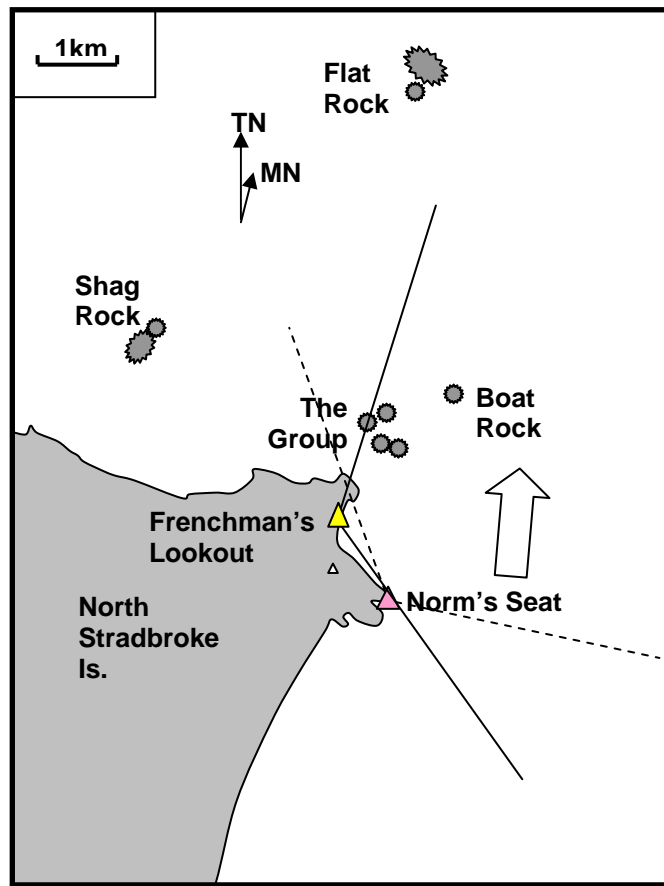 1km
Flat
Rock
TN
MN
Shag
Rock
The
Group
Boat
Rock
Frenchman's
Lookout
Norm's Seat
North
Stradbroke
Is.